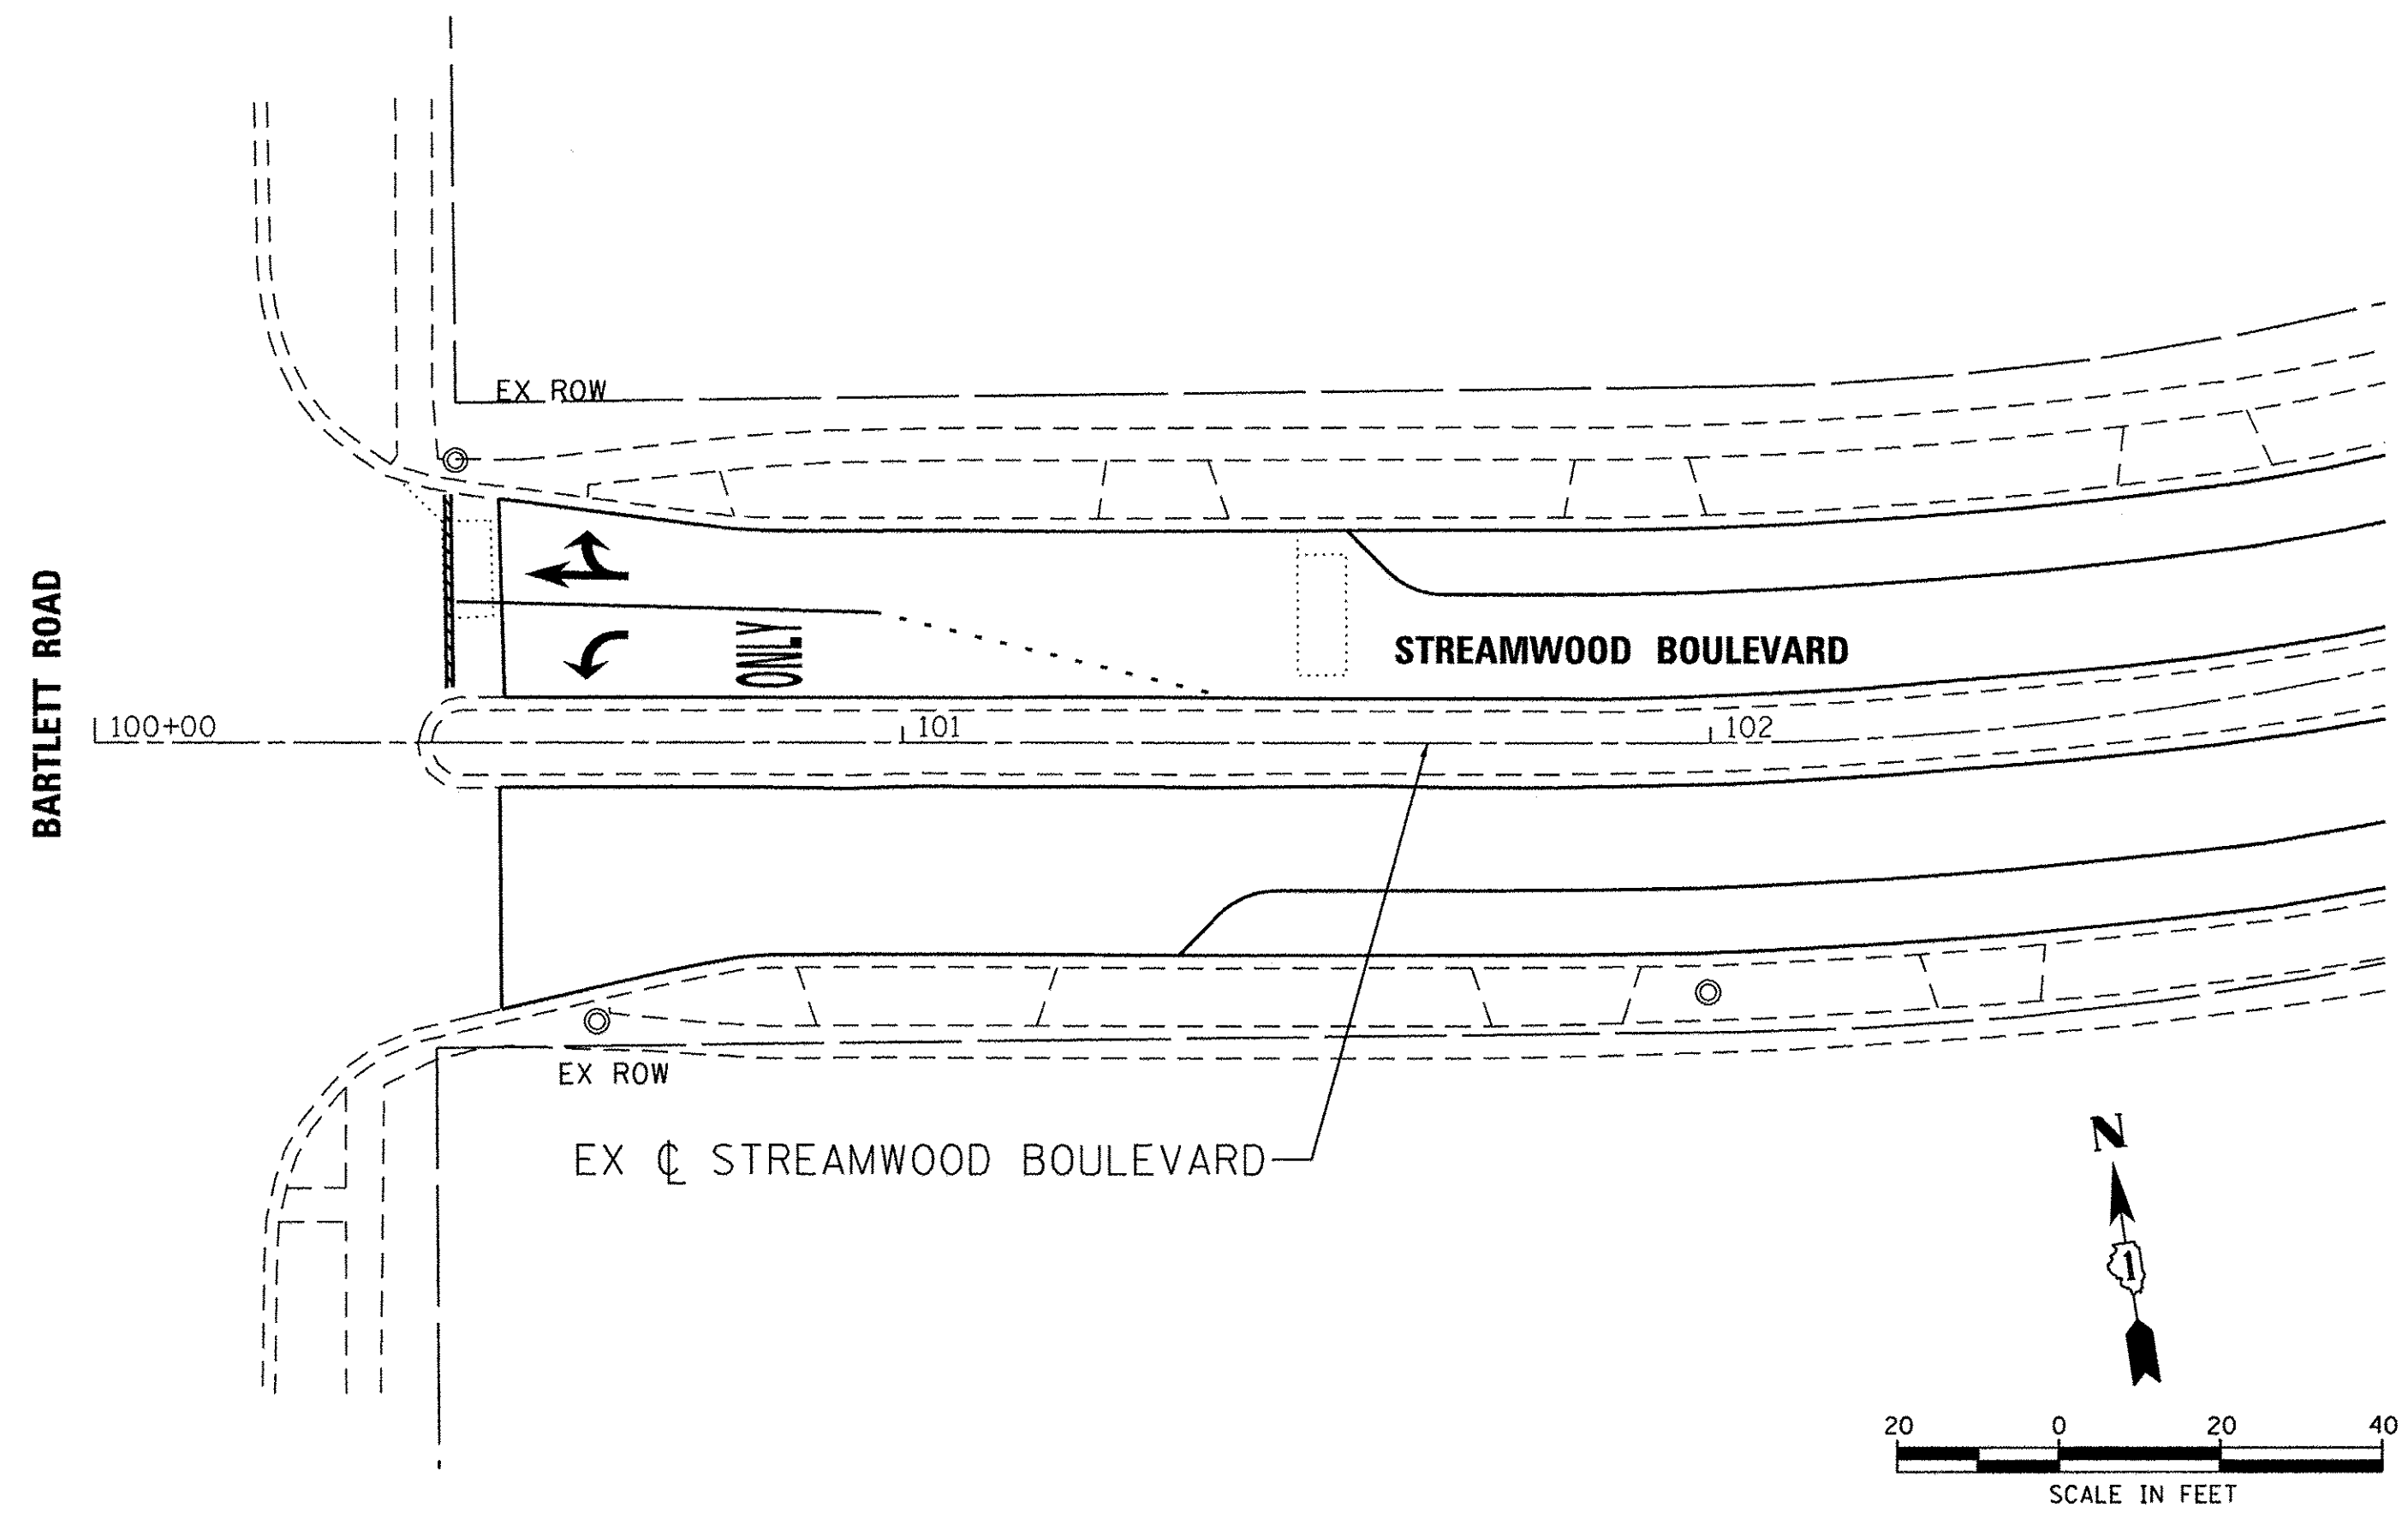 EX ROW
BARTLETT ROAD
ONLY
STREAMWOOD BOULEVARD
100+00
101
102
EX ROW
EX ℄ STREAMWOOD BOULEVARD
N
1
20 0 20 40
SCALE IN FEET